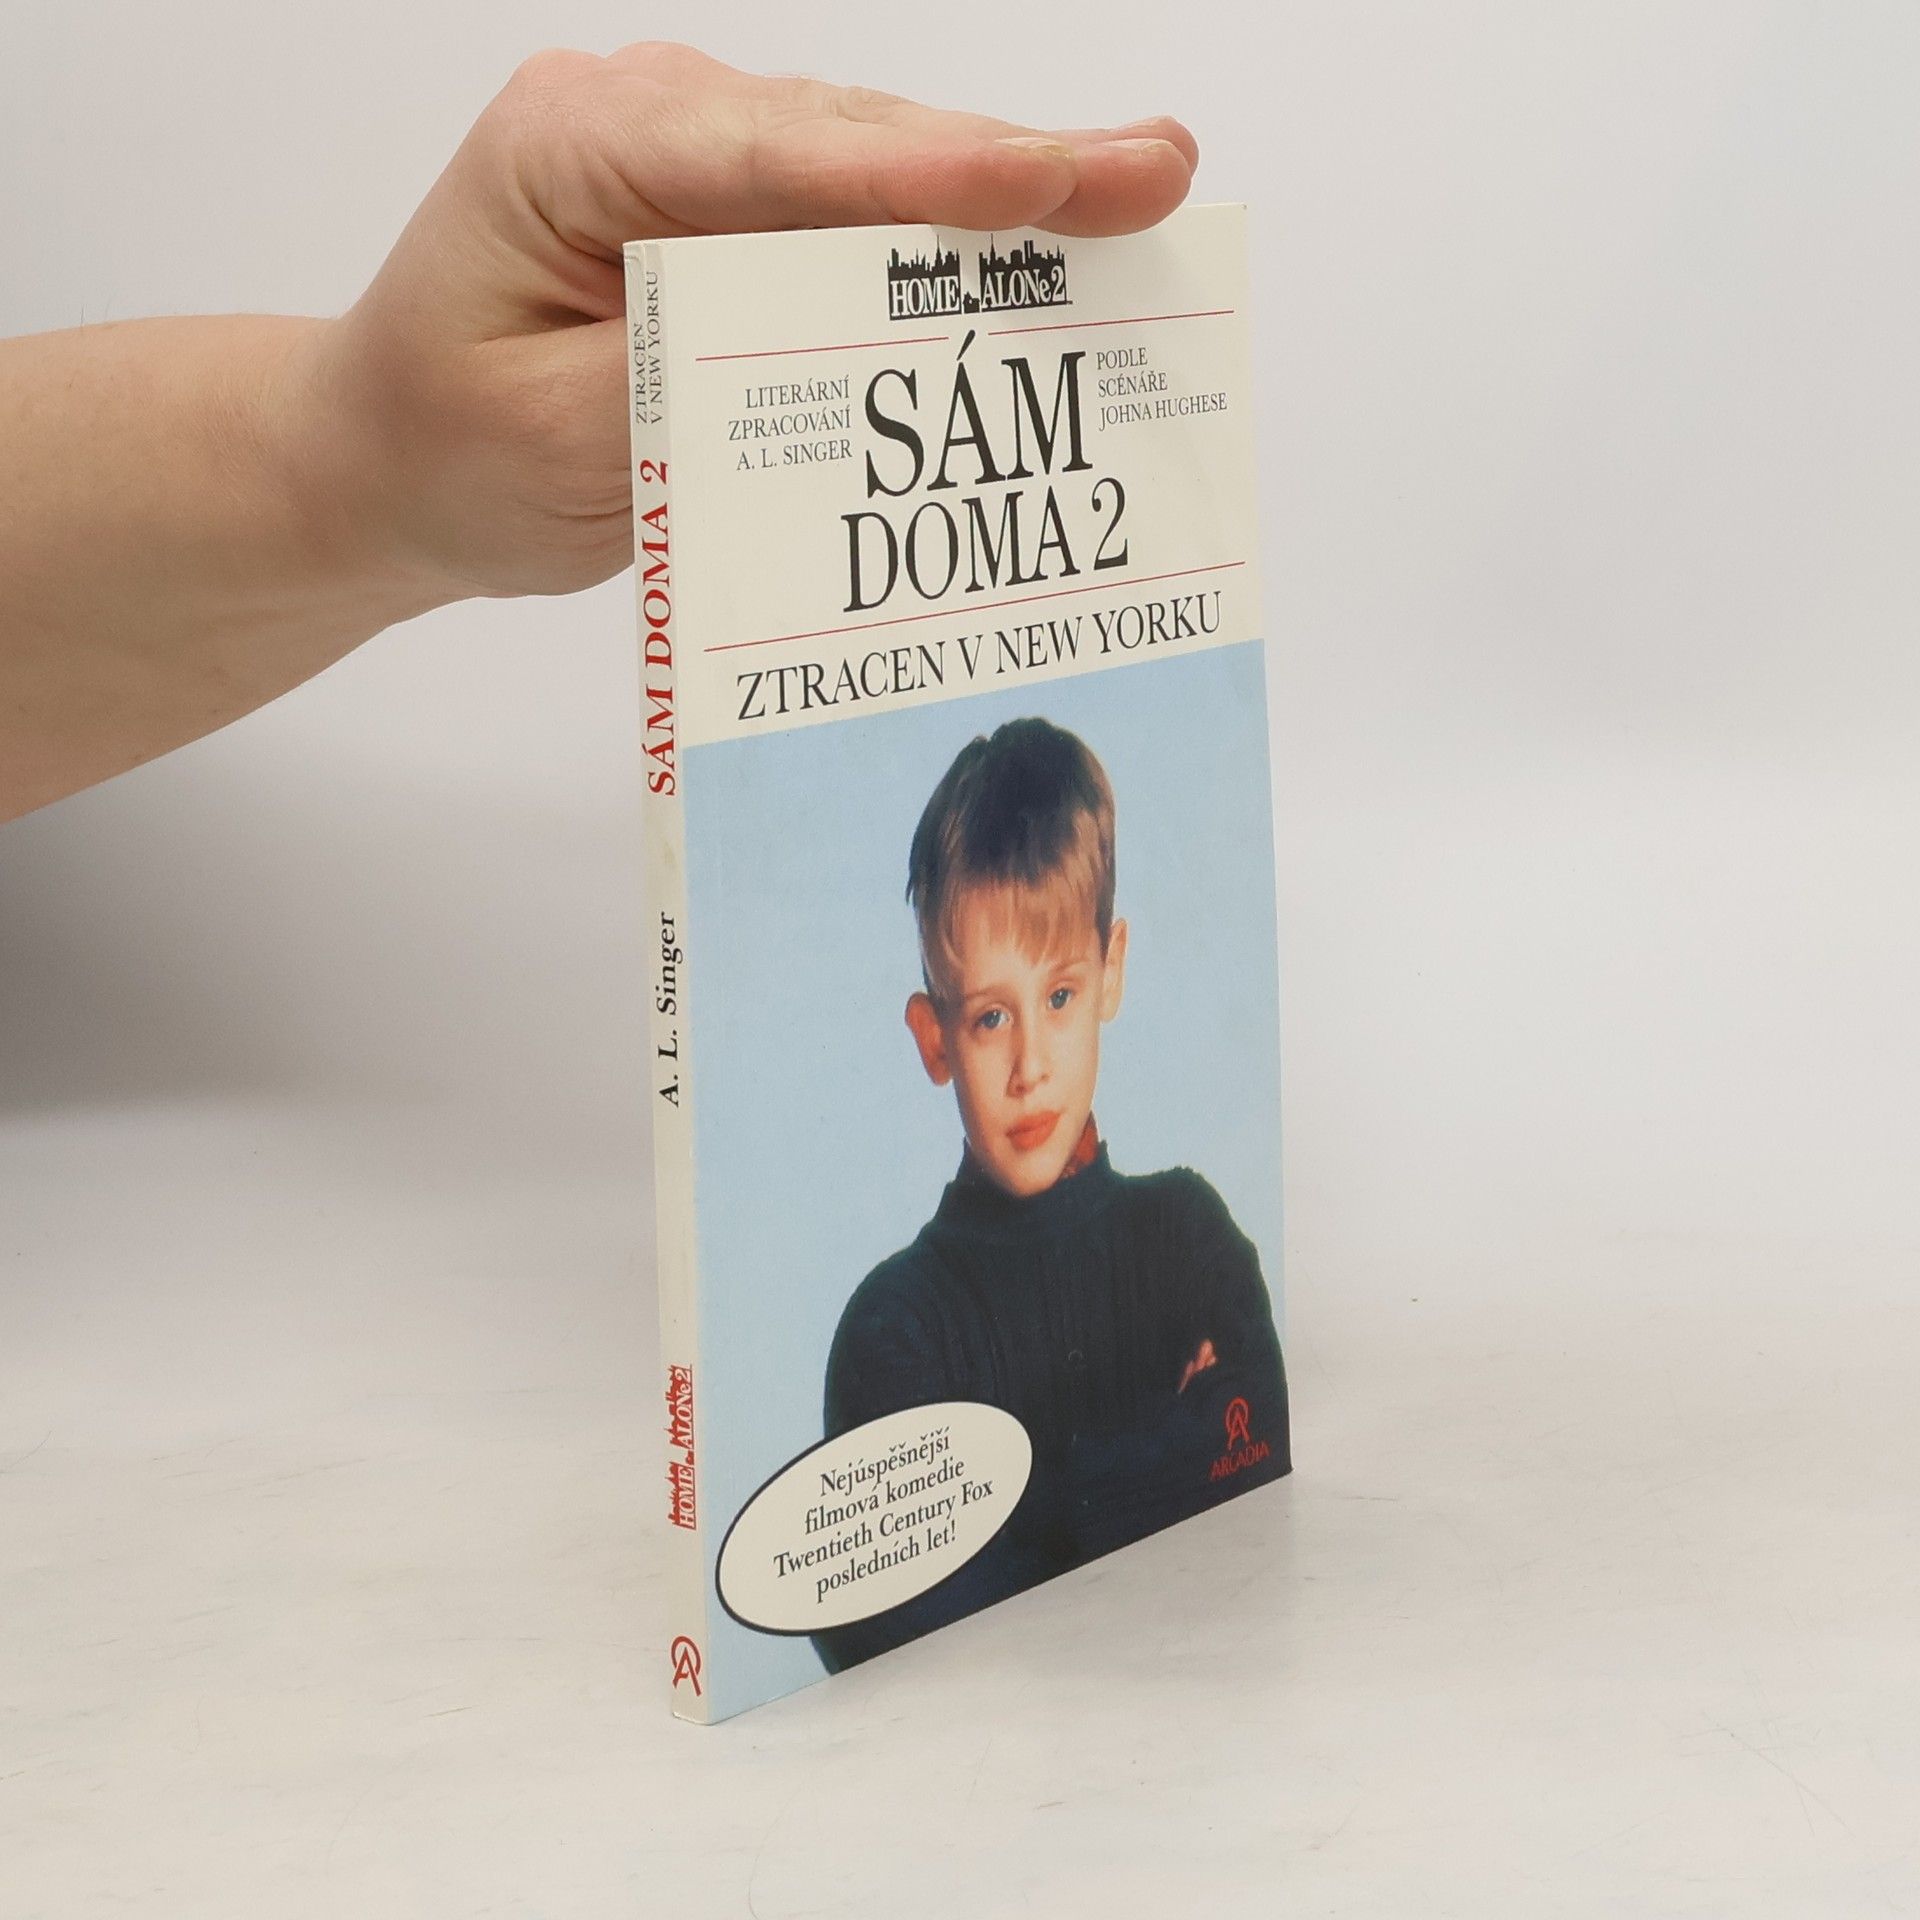 HOME ALONe2
LITERÁRNÍ
ZPRACOVÁNÍ
A. L. SINGER
SÁM
DOMA 2
PODLE
SCÉNÁŘE
JOHNA HUGHESE
ZTRACEN V NEW YORKU
Nejúspěšnější
filmová komedie
Twentieth Century Fox
posledních let!
ARCADIA
A. L. Singer
SÁM DOMA 2
ZTRACEN
V NEW YORKU
HOME ALONe2